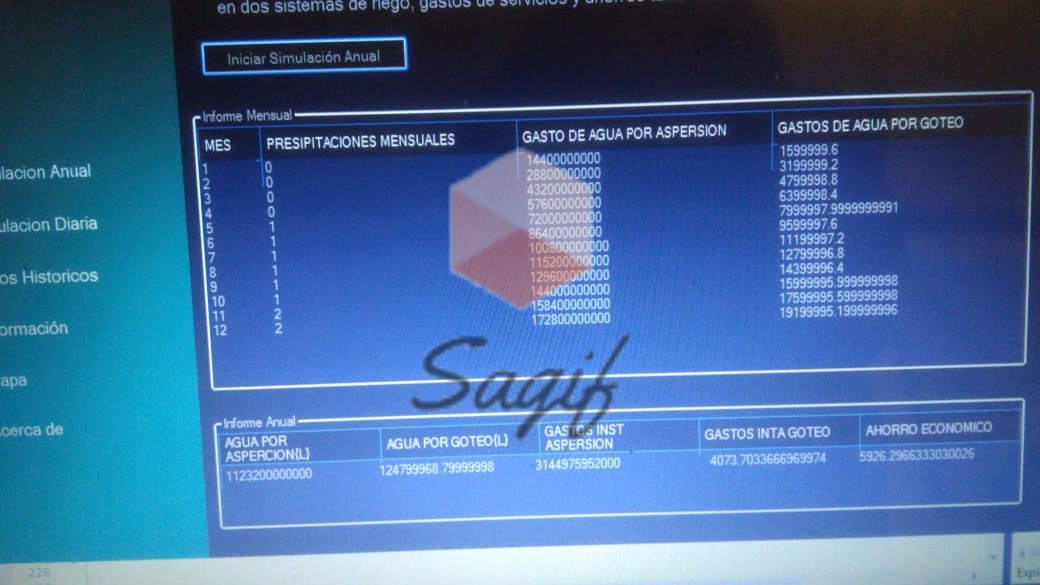 en dos sistemas de riego, gastos de servicios y
Iniciar Simulación Anual
Informe Mensual
MES PRESIPITACIONES MENSUALES GASTO DE AGUA POR ASPERSION GASTOS DE AGUA POR GOTEO
1 0 14400000000 1599999.6
2 0 28800000000 3199999.2
3 0 43200000000 4799998.8
4 0 57600000000 6399998.4
5 1 72000000000 7999997.9999999991
6 1 86400000000 9599997.6
7 1 100800000000 11199997.2
8 1 115200000000 12799996.8
9 1 129600000000 14399996.4
10 1 144000000000 15999995.999999998
11 2 158400000000 17599995.599999998
12 2 172800000000 19199995.199999996
lacion Anual
ulacion Diaria
os Historicos
ormación
apa
cerca de
Sagif
Informe Anual
AGUA POR ASPERCION{L} AGUA POR GOTEO{L} GASTOS INST ASPERSION GASTOS INTA GOTEO AHORRO ECONOMICO
1123200000000 124799968.79999998 3144975952000 4073.7033666969974 5926.2966333030026
226
Expl